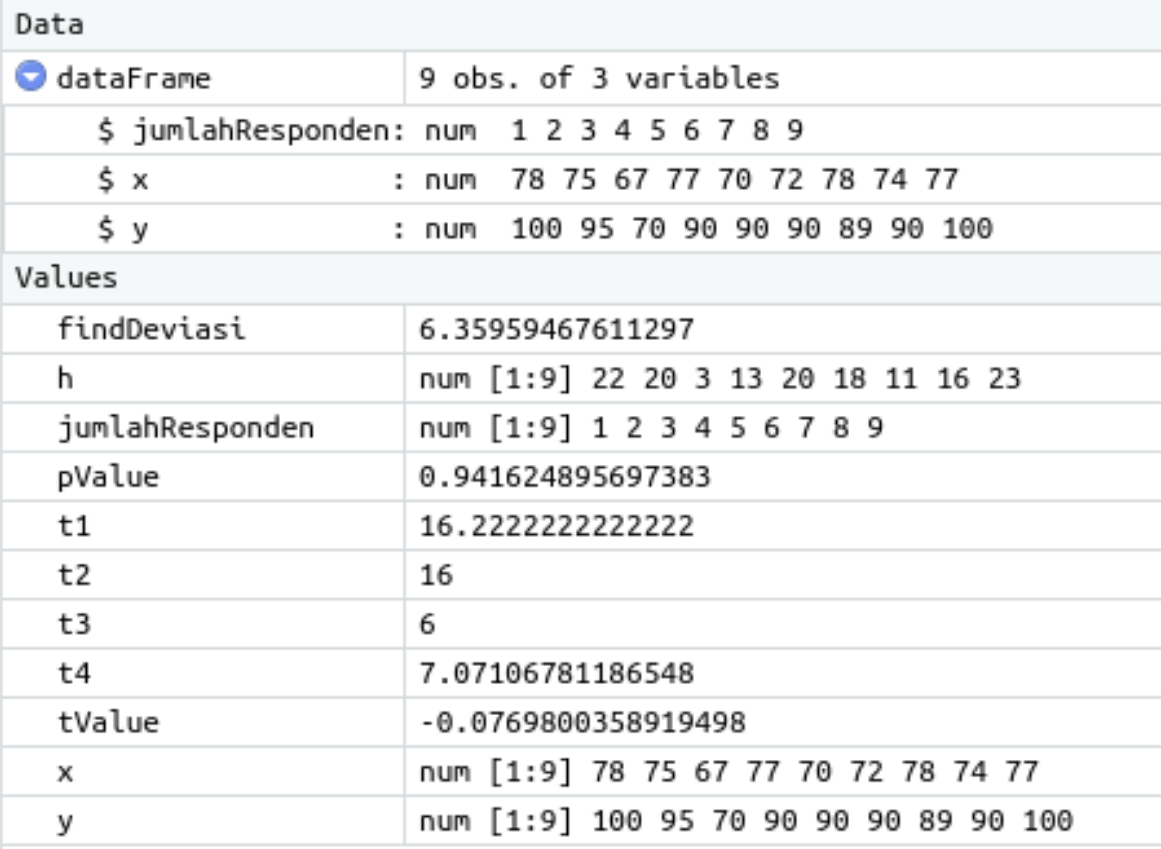 Data
dataFrame 9 obs. of 3 variables
$ jumlahResponden: num 1 2 3 4 5 6 7 8 9
$ x : num 78 75 67 77 70 72 78 74 77
$ y : num 100 95 70 90 90 90 89 90 100
Values
findDeviasi 6.35959467611297
h num [1:9] 22 20 3 13 20 18 11 16 23
jumlahResponden num [1:9] 1 2 3 4 5 6 7 8 9
pValue 0.941624895697383
t1 16.2222222222222
t2 16
t3 6
t4 7.07106781186548
tValue -0.0769800358919498
x num [1:9] 78 75 67 77 70 72 78 74 77
y num [1:9] 100 95 70 90 90 90 89 90 100